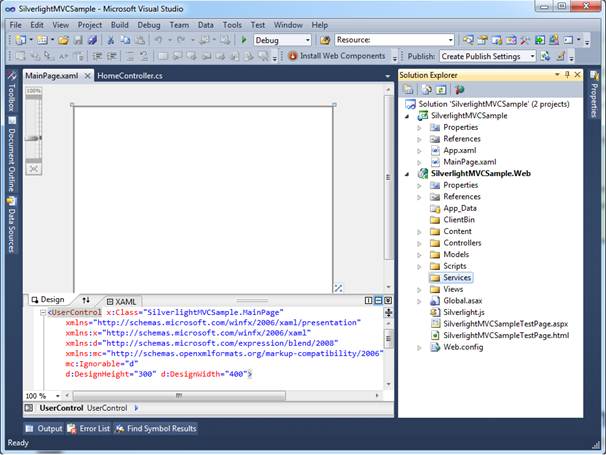 SilverlightMVCSample - Microsoft Visual Studio
File Edit View Project Build Debug Team Data Tools Test Window Help
Debug Resource:
Install Web Components Publish: Create Publish Settings
Toolbox
Document Outline
Data Sources
MainPage.xaml HomeController.cs
100%
Design XAML
<UserControl x:Class="SilverlightMVCSample.MainPage"
xmlns="http://schemas.microsoft.com/winfx/2006/xaml/presentation"
xmlns:x="http://schemas.microsoft.com/winfx/2006/xaml"
xmlns:d="http://schemas.microsoft.com/expression/blend/2008"
xmlns:mc="http://schemas.openxmlformats.org/markup-compatibility/2006"
mc:Ignorable="d"
d:DesignHeight="300" d:DesignWidth="400">
100 %
UserControl UserControl
Solution Explorer
Solution 'SilverlightMVCSample' (2 projects)
SilverlightMVCSample
Properties
References
App.xaml
MainPage.xaml
SilverlightMVCSample.Web
Properties
References
App_Data
ClientBin
Content
Controllers
Models
Scripts
Services
Views
Global.asax
Silverlight.js
SilverlightMVCSampleTestPage.aspx
SilverlightMVCSampleTestPage.html
Web.config
Properties
Output Error List Find Symbol Results
Ready